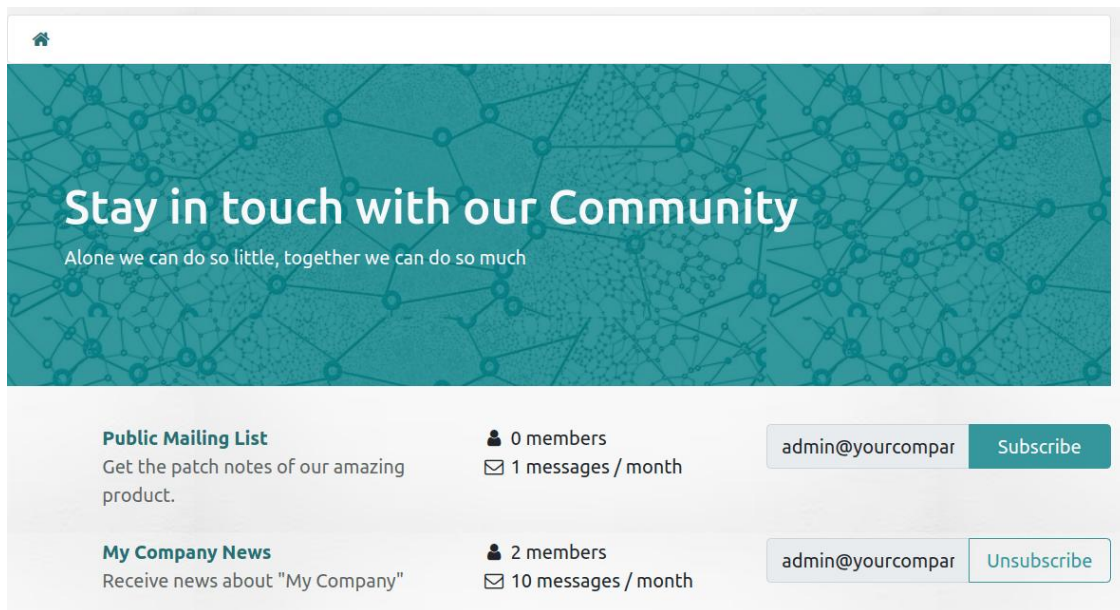 Stay in touch with our Community
Alone we can do so little, together we can do so much
Public Mailing List
Get the patch notes of our amazing
product.
0 members
1 messages / month
admin@yourcompar
Subscribe
My Company News
Receive news about "My Company"
2 members
10 messages / month
admin@yourcompar
Unsubscribe